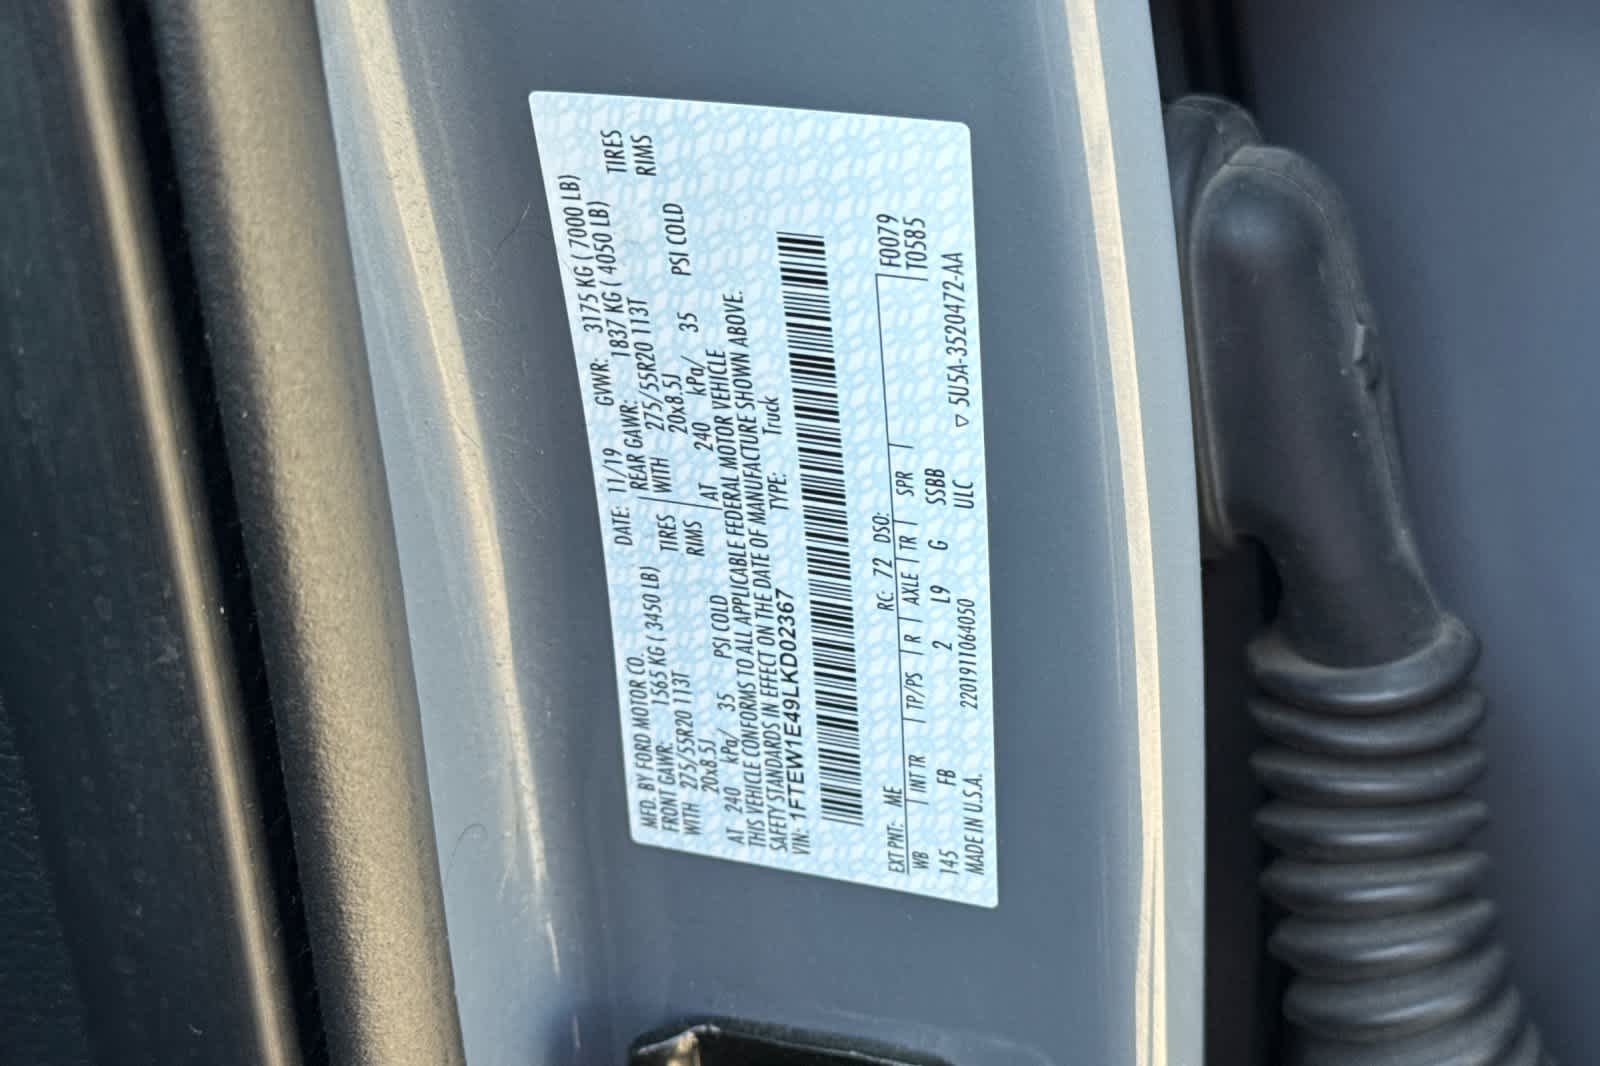 MFD. BY FORD MOTOR CO. DATE: 11/19 GVWR: 3175 KG ( 7000 LB)
FRONT GAWR: 1565 KG ( 3450 LB) REAR GAWR: 1837 KG ( 4050 LB)
WITH 275/55R20 113T TIRES WITH 275/55R20 113T TIRES
20x8.5J RIMS 20x8.5J RIMS
AT 240 kPa/ 35 PSI COLD AT 240 kPa/ 35 PSI COLD
THIS VEHICLE CONFORMS TO ALL APPLICABLE FEDERAL MOTOR VEHICLE
SAFETY STANDARDS IN EFFECT ON THE DATE OF MANUFACTURE SHOWN ABOVE.
VIN: 1FTEW1E49LKD02367 TYPE: Truck
EXT PNT: ME RC: 72 DSO: F0079
WB INT TR TP/PS R AXLE TR SPR T0585
145 FB 2 L9 G SSBB
MADE IN U.S.A. 2201911064050 ULC ▽ 5U5A-3520472-AA